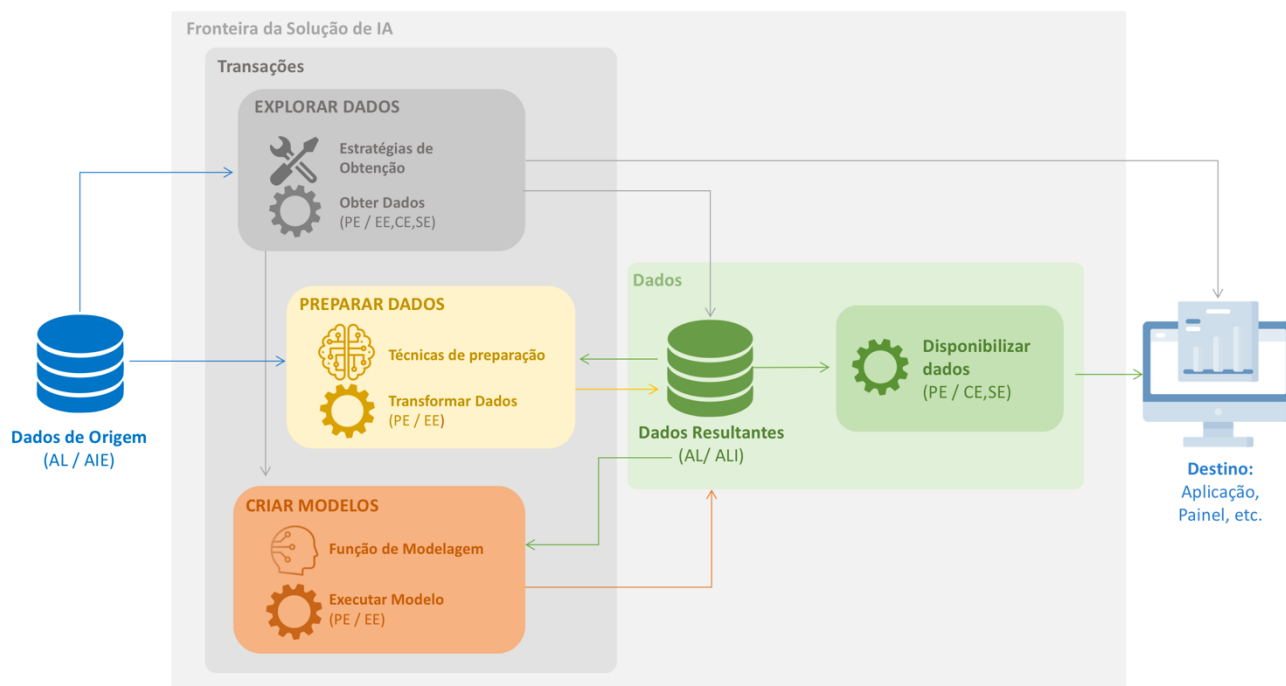 Fronteira da Solução de IA
Transações
EXPLORAR DADOS
Estratégias de
Obtenção
Obter Dados
(PE / EE,CE,SE)
PREPARAR DADOS
Técnicas de preparação
Transformar Dados
(PE / EE)
CRIAR MODELOS
Função de Modelagem
Executar Modelo
(PE / EE)
Dados de Origem
(AL / AIE)
Dados
Dados Resultantes
(AL/ ALI)
Disponibilizar
dados
(PE / CE,SE)
Destino:
Aplicação,
Painel, etc.